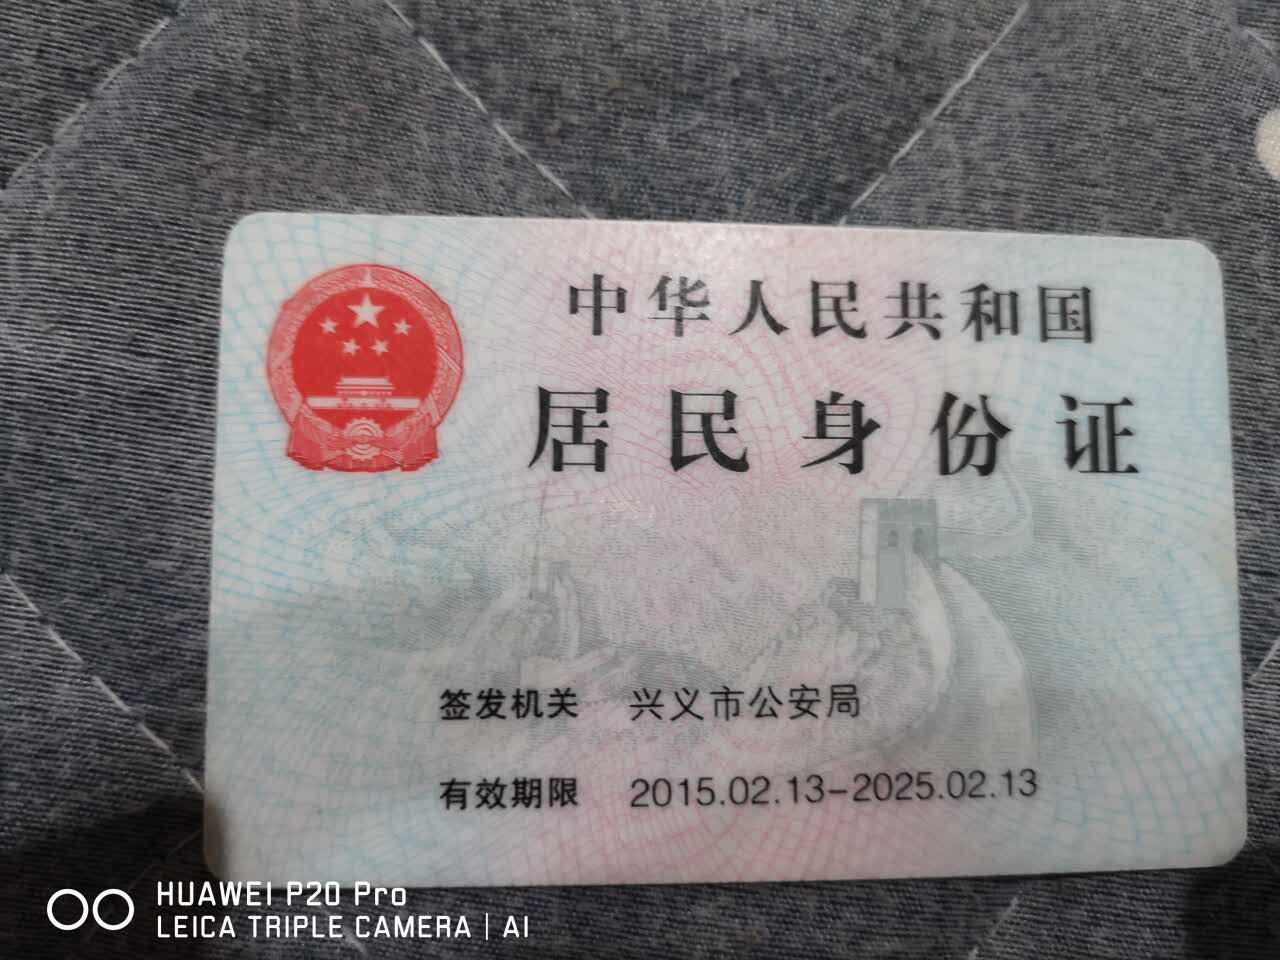 中华人民共和国
居民身份证
签发机关 兴义市公安局
有效期限 2015.02.13-2025.02.13
HUAWEI P20 Pro
LEICA TRIPLE CAMERA | AI